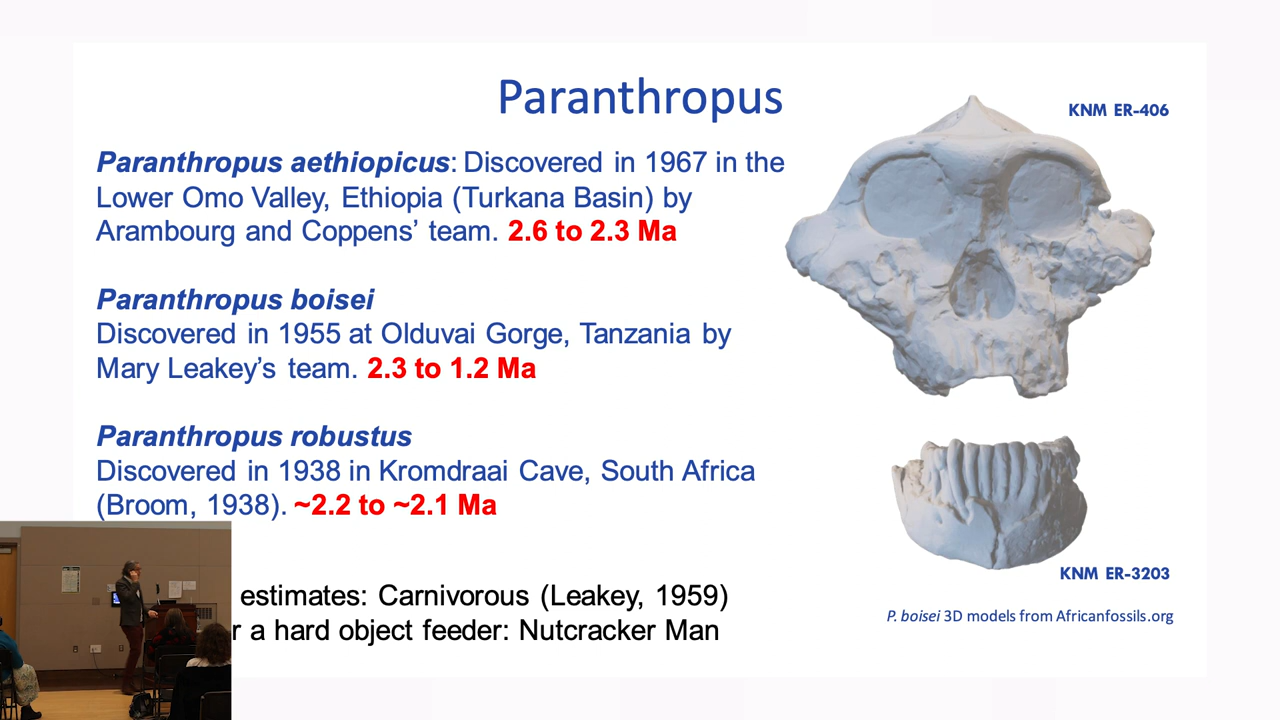 Paranthropus
KNM ER-406
Paranthropus aethiopicus: Discovered in 1967 in the
Lower Omo Valley, Ethiopia (Turkana Basin) by
Arambourg and Coppens’ team. 2.6 to 2.3 Ma
Paranthropus boisei
Discovered in 1955 at Olduvai Gorge, Tanzania by
Mary Leakey’s team. 2.3 to 1.2 Ma
Paranthropus robustus
Discovered in 1938 in Kromdraai Cave, South Africa
(Broom, 1938). ~2.2 to ~2.1 Ma
KNM ER-3203
estimates: Carnivorous (Leakey, 1959)
r a hard object feeder: Nutcracker Man
P. boisei 3D models from Africanfossils.org